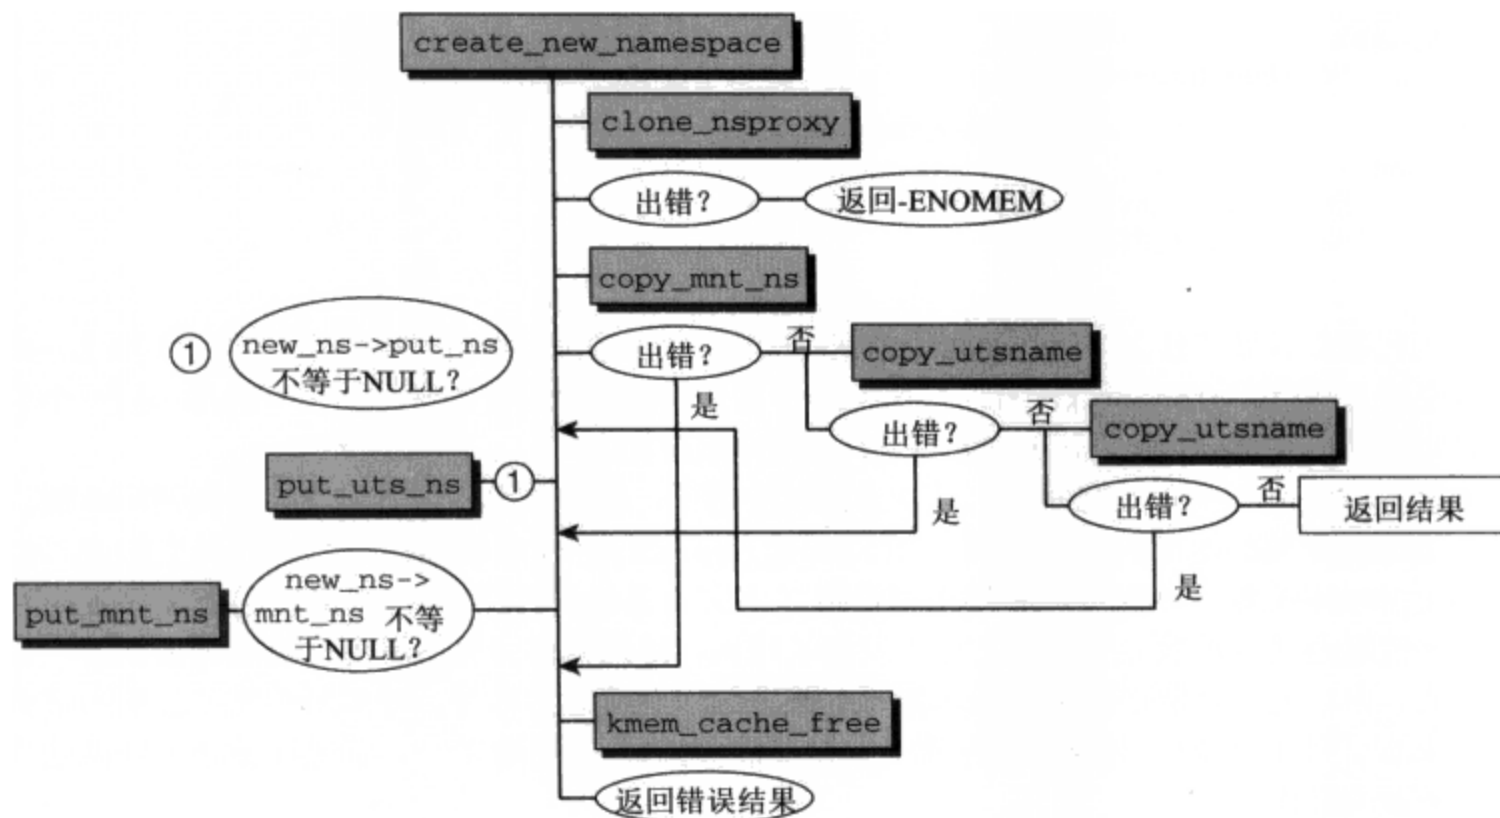 create_new_namespace
clone_nsproxy
出错？
返回-ENOMEM
copy_mnt_ns
① new_ns->put_ns
不等于NULL？
出错？
否
copy_utsname
是
出错？
否
copy_utsname
put_uts_ns
①
是
出错？
否
返回结果
put_mnt_ns
new_ns->
mnt_ns 不等
于NULL？
是
kmem_cache_free
返回错误结果